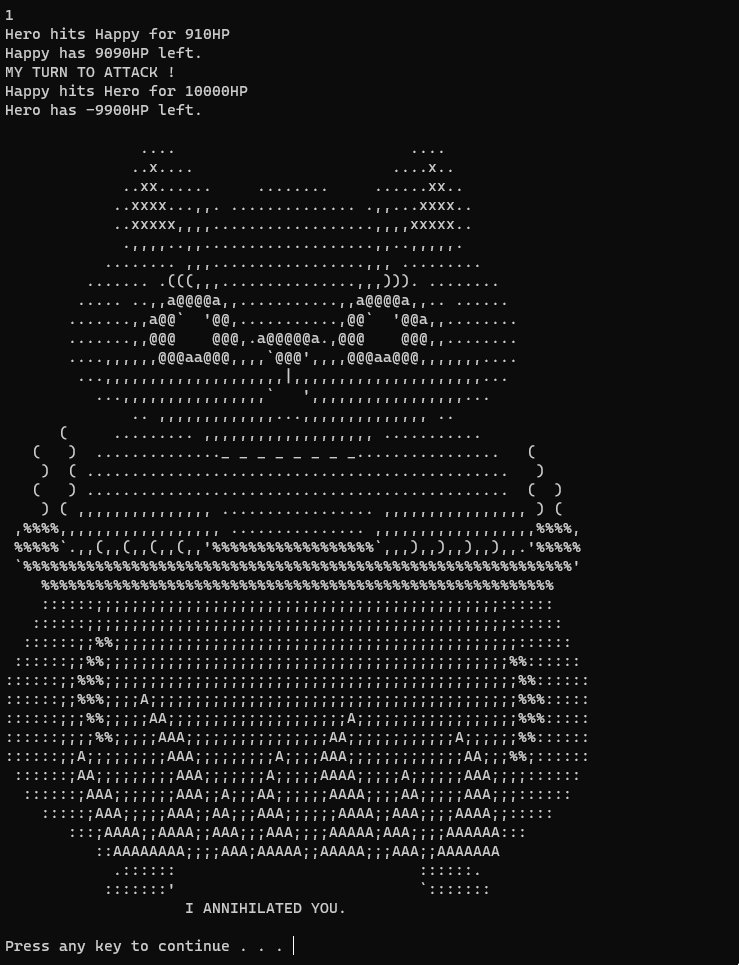 1
Hero hits Happy for 910HP
Happy has 9090HP left.
MY TURN TO ATTACK !
Happy hits Hero for 10000HP
Hero has -9900HP left.
I ANNIHILATED YOU.
Press any key to continue . . .